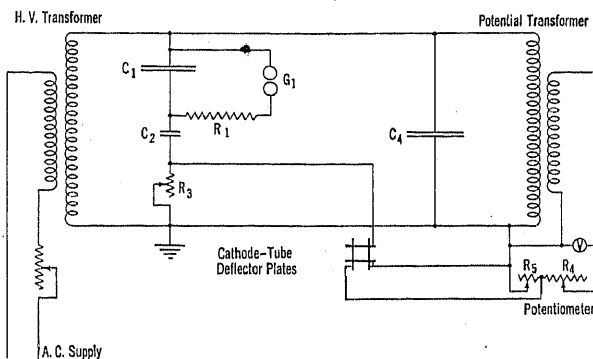 H. V. Transformer
Potential Transformer
C1
G1
R1
C2
C4
R3
Cathode-Tube
Deflector Plates
V
R5
R4
Potentiometer
A.C. Supply